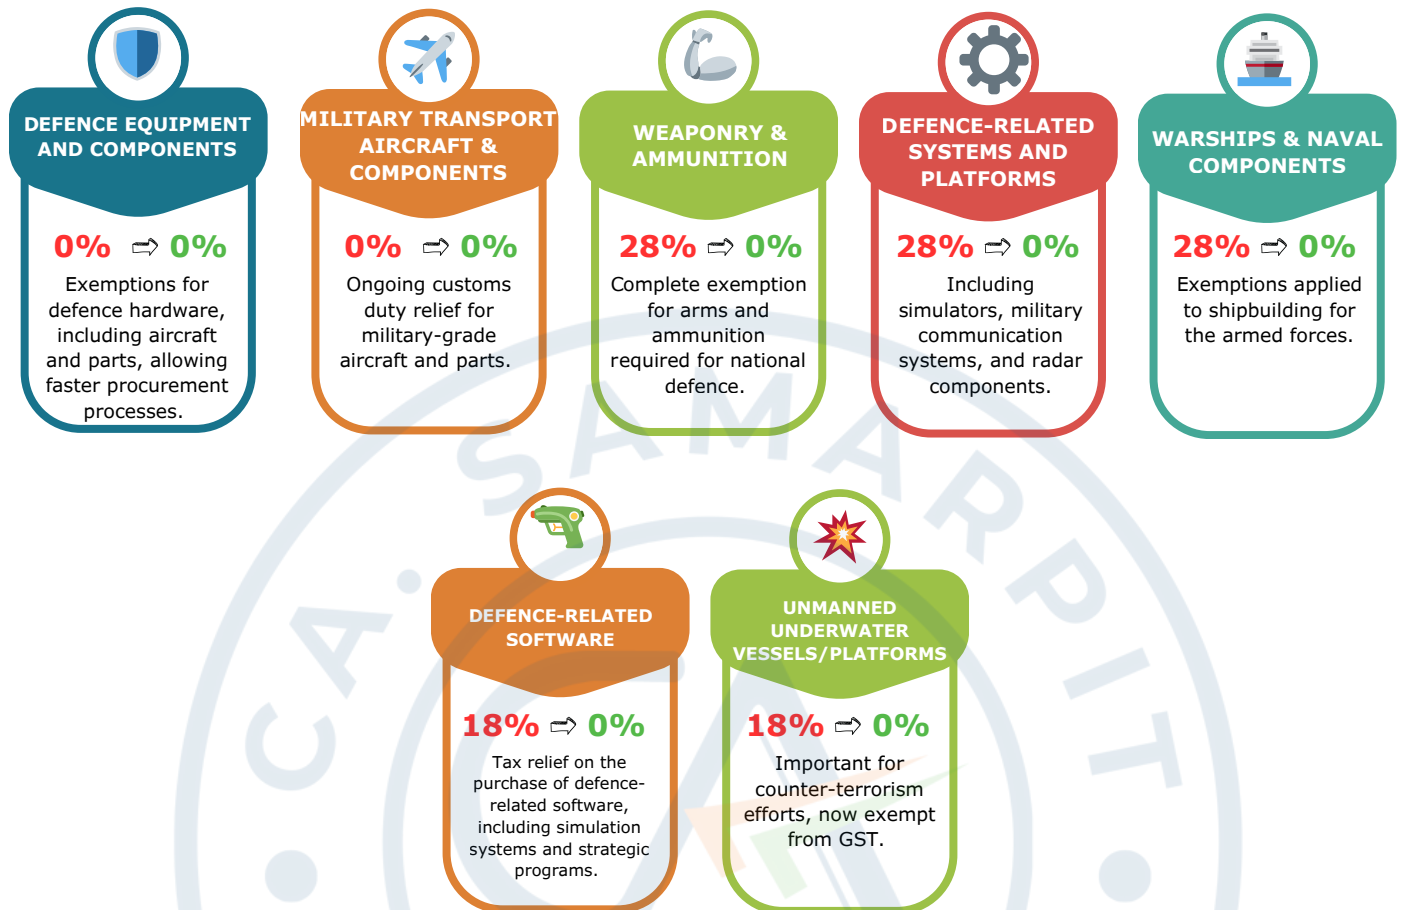 DEFENCE EQUIPMENT
AND COMPONENTS
0% ⇨ 0%
Exemptions for
defence hardware,
including aircraft
and parts, allowing
faster procurement
processes.
MILITARY TRANSPORT
AIRCRAFT &
COMPONENTS
0% ⇨ 0%
Ongoing customs
duty relief for
military-grade
aircraft and parts.
WEAPONRY &
AMMUNITION
28% ⇨ 0%
Complete exemption
for arms and
ammunition
required for national
defence.
DEFENCE-RELATED
SYSTEMS AND
PLATFORMS
28% ⇨ 0%
Including
simulators, military
communication
systems, and radar
components.
WARSHIPS & NAVAL
COMPONENTS
28% ⇨ 0%
Exemptions applied
to shipbuilding for
the armed forces.
DEFENCE-RELATED
SOFTWARE
18% ⇨ 0%
Tax relief on the
purchase of defence-
related software,
including simulation
systems and strategic
programs.
UNMANNED
UNDERWATER
VESSELS/PLATFORMS
18% ⇨ 0%
Important for
counter-terrorism
efforts, now exempt
from GST.
CA. SAMARPIT